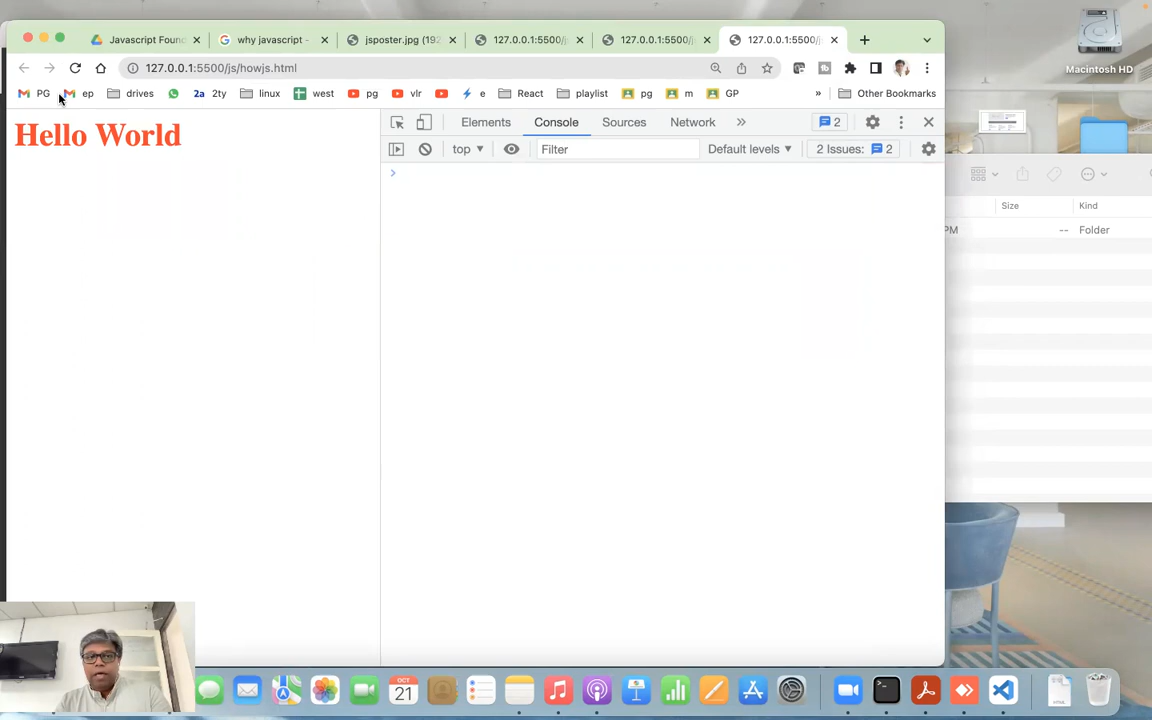 Javascript Foun
why javascript -
jsposter.jpg (192
127.0.0.1:5500/j
127.0.0.1:5500/
127.0.0.1:5500/
127.0.0.1:5500/js/howjs.html
PG
ep
drives
2a 2ty
linux
west
pg
vlr
e
React
playlist
pg
m
GP
»
Other Bookmarks
Macintosh HD
Hello World
Elements
Console
Sources
Network
»
2
top
Filter
Default levels
2 Issues: 2
>
Size
Kind
PM
--
Folder
OCT
21
HTML